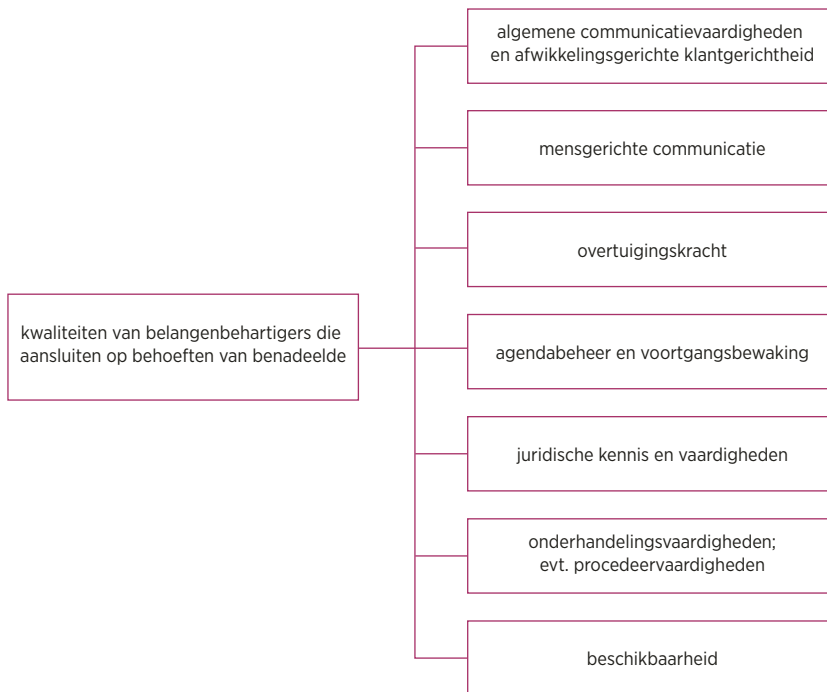 algemene communicatievaardigheden
en afwikkelingsgerichte klantgerichtheid
mensgerichte communicatie
overtuigingskracht
kwaliteiten van belangenbehartigers die
aansluiten op behoeften van benadeelde
agendabeheer en voortgangsbewaking
juridische kennis en vaardigheden
onderhandelingsvaardigheden;
evt. procedeervaardigheden
beschikbaarheid